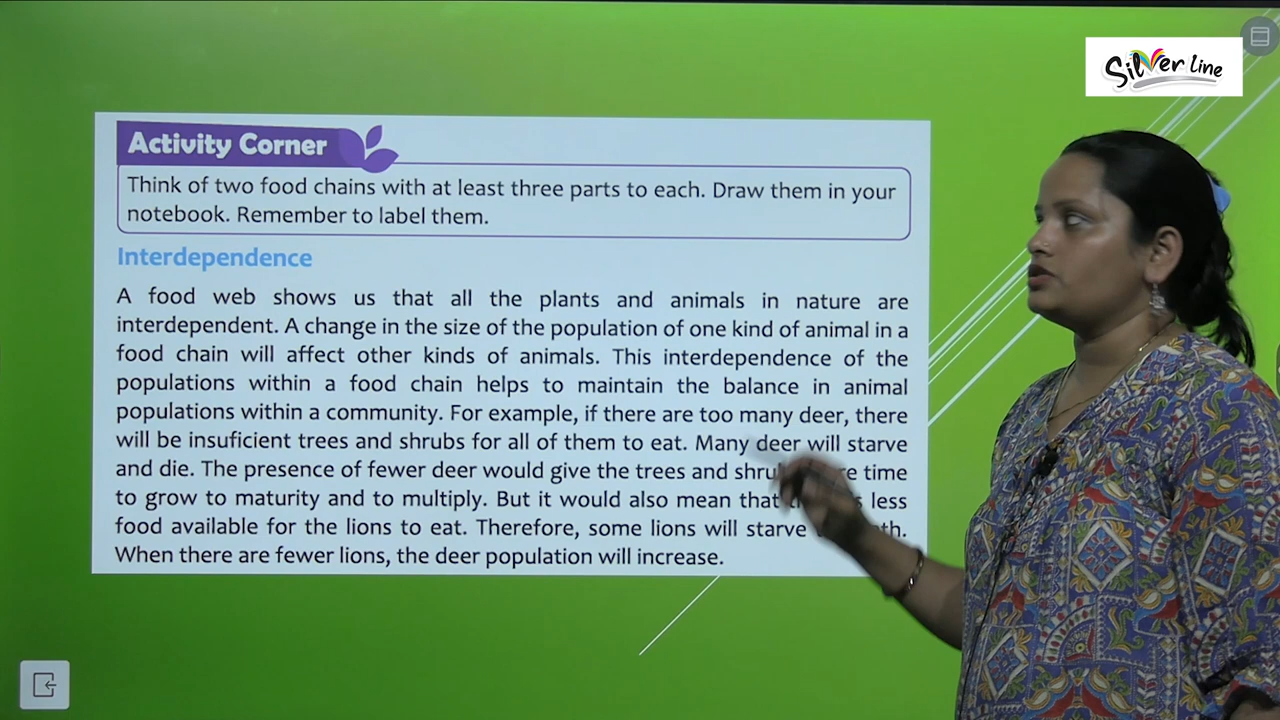 Silver line
Activity Corner
Think of two food chains with at least three parts to each. Draw them in your
notebook. Remember to label them.
Interdependence
A food web shows us that all the plants and animals in nature are
interdependent. A change in the size of the population of one kind of animal in a
food chain will affect other kinds of animals. This interdependence of the
populations within a food chain helps to maintain the balance in animal
populations within a community. For example, if there are too many deer, there
will be insuficient trees and shrubs for all of them to eat. Many deer will starve
and die. The presence of fewer deer would give the trees and time
to grow to maturity and to multiply. But it would also mean that less
food available for the lions to eat. Therefore, some lions will starve
When there are fewer lions, the deer population will increase.